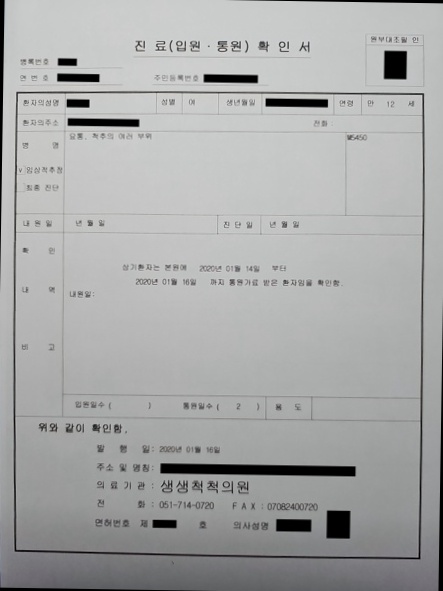 진 료(입원 · 통원) 확 인 서
원부대조필 인
병록번호
연 번 호
주민등록번호
환자의성명 성별 여 생년월일 연령 만 12 세
환자의주소 전화 :
병 명 요통, 척추의 여러 부위 M5450
v 임상적추정
최종 진단
내 원 일 년 월 일 진 단 일 년 월 일
확 인
상기환자는 본원에 2020년 01월 14일 부터
2020년 01월 16일 까지 통원가료 받은 환자임을 확인함.
내 역 내원일:
비 고
입원일수 ( ) 통원일수 ( 2 ) 용 도
위와 같이 확인함.
발 행 일: 2020년 01월 16일
주소 및 명칭:
의 료 기 관 : 생생척척의원
전 화 : 051-714-0720 F A X : 07082400720
면허번호 제 호 의사성명